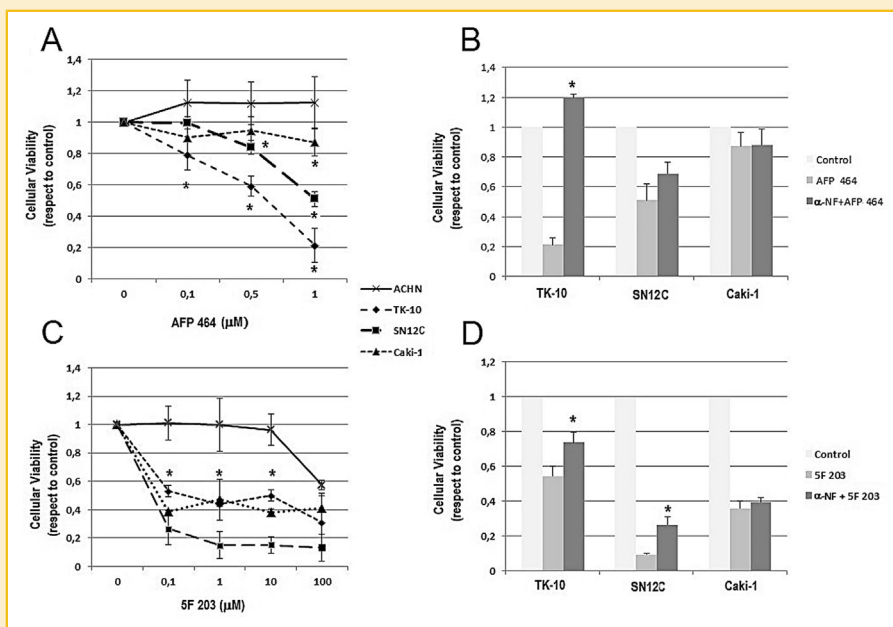 A
1,4
1,2
1
0,8
0,6
0,4
0,2
0
Cellular Viability
(respect to control)
*
*
*
*
*
*
0
0,1
0,5
1
AFP 464 (μM)
B
1,4
1,2
1
0,8
0,6
0,4
0,2
0
Cellular Viability
(respect to control)
*
TK-10
SN12C
Caki-1
Control
AFP 464
α-NF+AFP 464
ACHN
TK-10
SN12C
Caki-1
C
1,4
1,2
1
0,8
0,6
0,4
0,2
0
Cellular Viability
(respect to control)
* * *
0
0,1
1
10
100
5F 203 (μM)
D
1,2
1
0,8
0,6
0,4
0,2
0
Cellular Viability
(respect to control)
*
*
TK-10
SN12C
Caki-1
Control
5F 203
α-NF + 5F 203